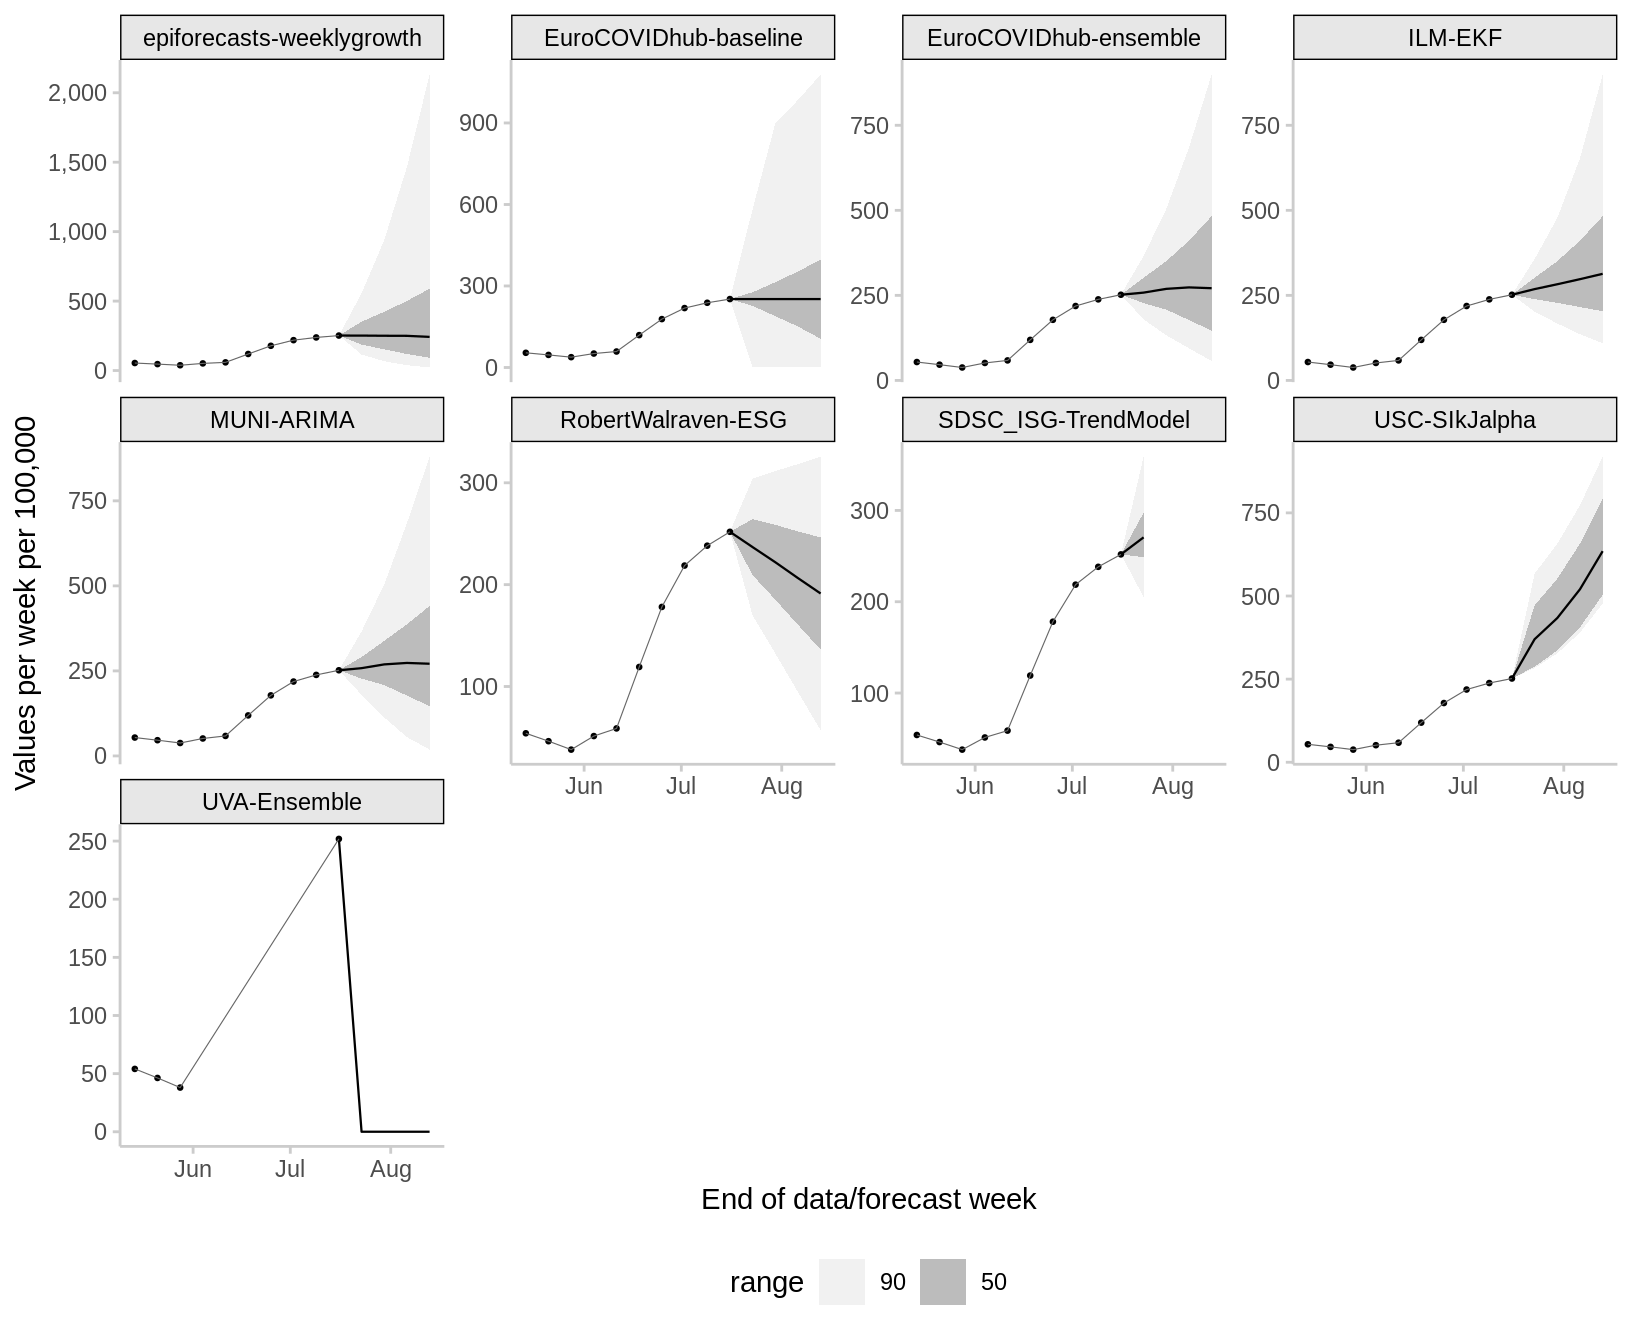 epiforecasts-weeklygrowth
EuroCOVIDhub-baseline
EuroCOVIDhub-ensemble
ILM-EKF
2,000
1,500
1,000
500
0
900
600
300
0
750
500
250
0
750
500
250
0
MUNI-ARIMA
RobertWalraven-ESG
SDSC_ISG-TrendModel
USC-SIkJalpha
750
500
250
0
300
200
100
Jun Jul Aug
300
200
100
Jun Jul Aug
750
500
250
0
Jun Jul Aug
UVA-Ensemble
250
200
150
100
50
0
Jun Jul Aug
Values per week per 100,000
End of data/forecast week
range 90 50